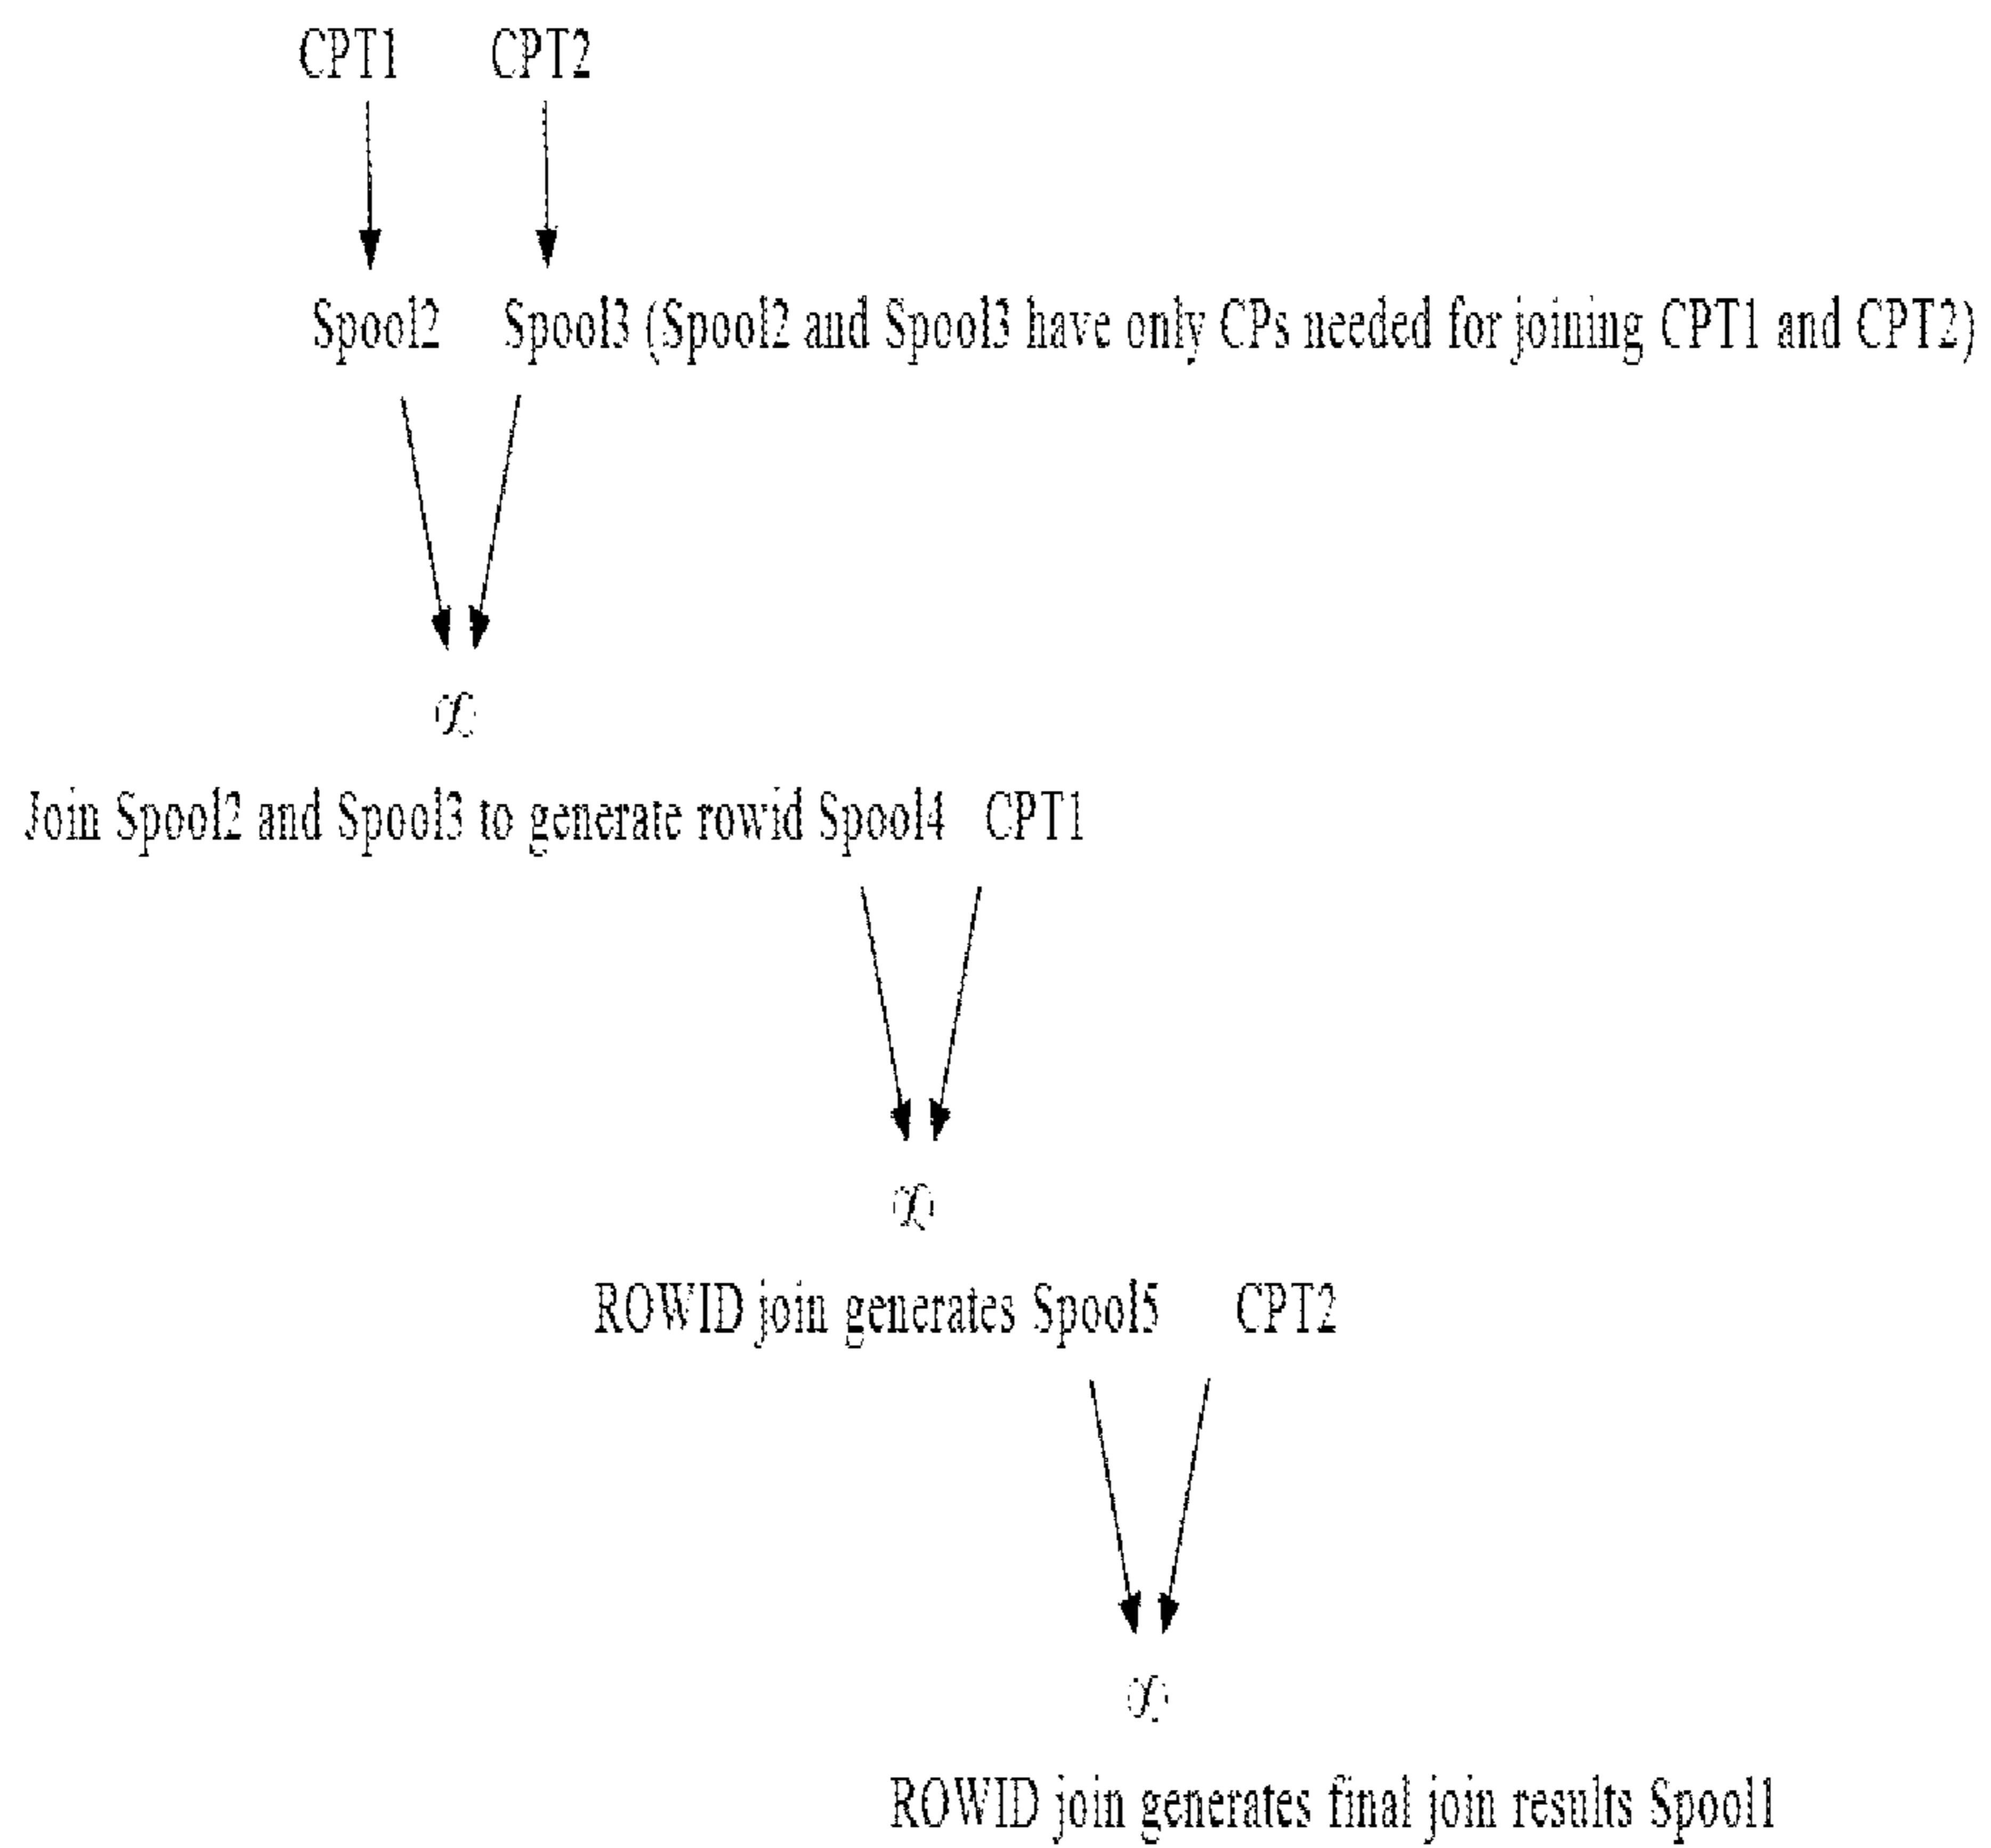 CPT1 CPT2
Spool2 Spool3 (Spool2 and Spool3 have only CPs needed for joining CPT1 and CPT2)
∞
Join Spool2 and Spool3 to generate rowid Spool4 CPT1
∞
ROWID join generates Spool5 CPT2
∞
ROWID join generates final join results Spool1